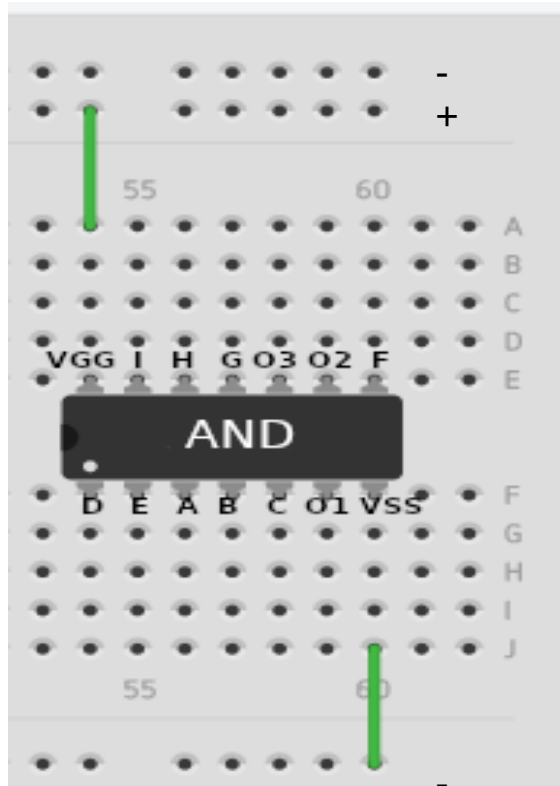 -
+
55 60
A
B
C
D
VGG I H G O3 O2 F
E
AND
F
D E A B C O1 VSS
G
H
I
J
55 60
-